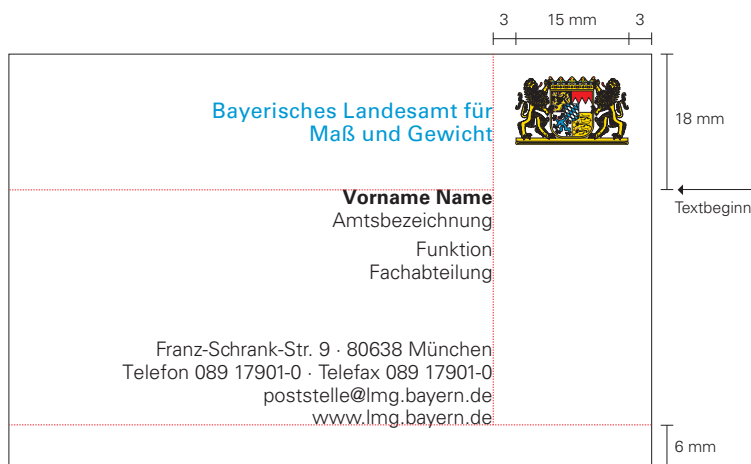 3 15 mm 3
Bayerisches Landesamt für
Maß und Gewicht
18 mm
Vorname Name
Textbeginn
Amtsbezeichnung
Funktion
Fachabteilung
Franz-Schrank-Str. 9 · 80638 München
Telefon 089 17901-0 · Telefax 089 17901-0
poststelle@lmg.bayern.de
www.lmg.bayern.de
6 mm